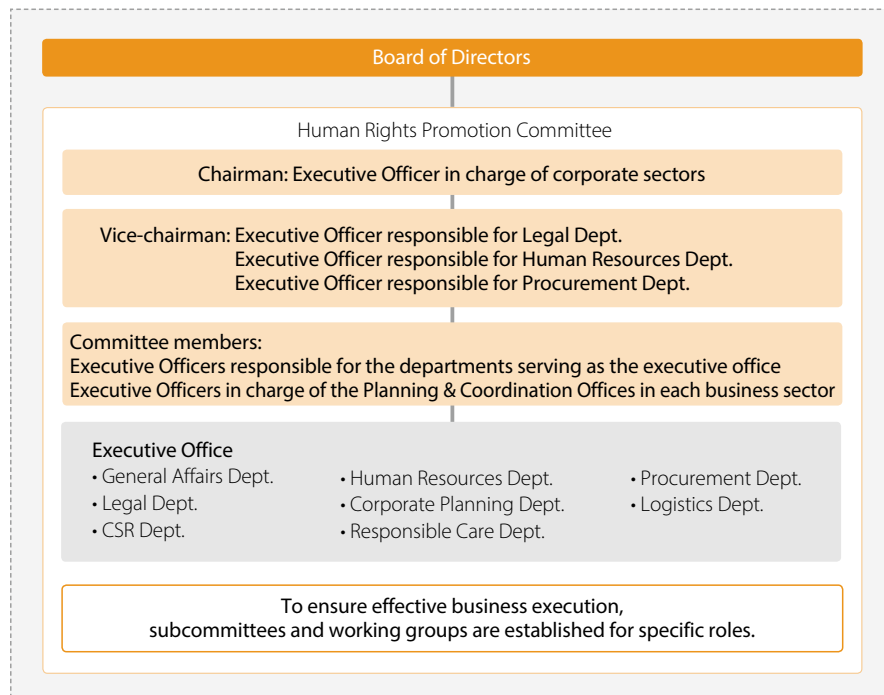 Board of Directors
Human Rights Promotion Committee
Chairman: Executive Officer in charge of corporate sectors
Vice-chairman: Executive Officer responsible for Legal Dept.
Executive Officer responsible for Human Resources Dept.
Executive Officer responsible for Procurement Dept.
Committee members:
Executive Officers responsible for the departments serving as the executive office
Executive Officers in charge of the Planning & Coordination Offices in each business sector
Executive Office
• General Affairs Dept.
• Legal Dept.
• CSR Dept.
• Human Resources Dept.
• Corporate Planning Dept.
• Responsible Care Dept.
• Procurement Dept.
• Logistics Dept.
To ensure effective business execution,
subcommittees and working groups are established for specific roles.